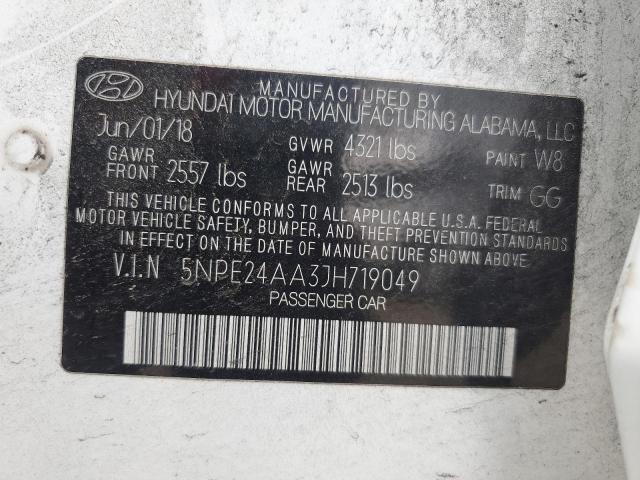 MANUFACTURED BY
HYUNDAI MOTOR MANUFACTURING ALABAMA, LLC
Jun/01/18 GVWR 4321 lbs PAINT W8
GAWR FRONT 2557 lbs GAWR REAR 2513 lbs TRIM GG
THIS VEHICLE CONFORMS TO ALL APPLICABLE U.S.A. FEDERAL
MOTOR VEHICLE SAFETY, BUMPER, AND THEFT PREVENTION STANDARDS
IN EFFECT ON THE DATE OF MANUFACTURE SHOWN ABOVE.
V.I.N 5NPE24AA3JH719049
PASSENGER CAR